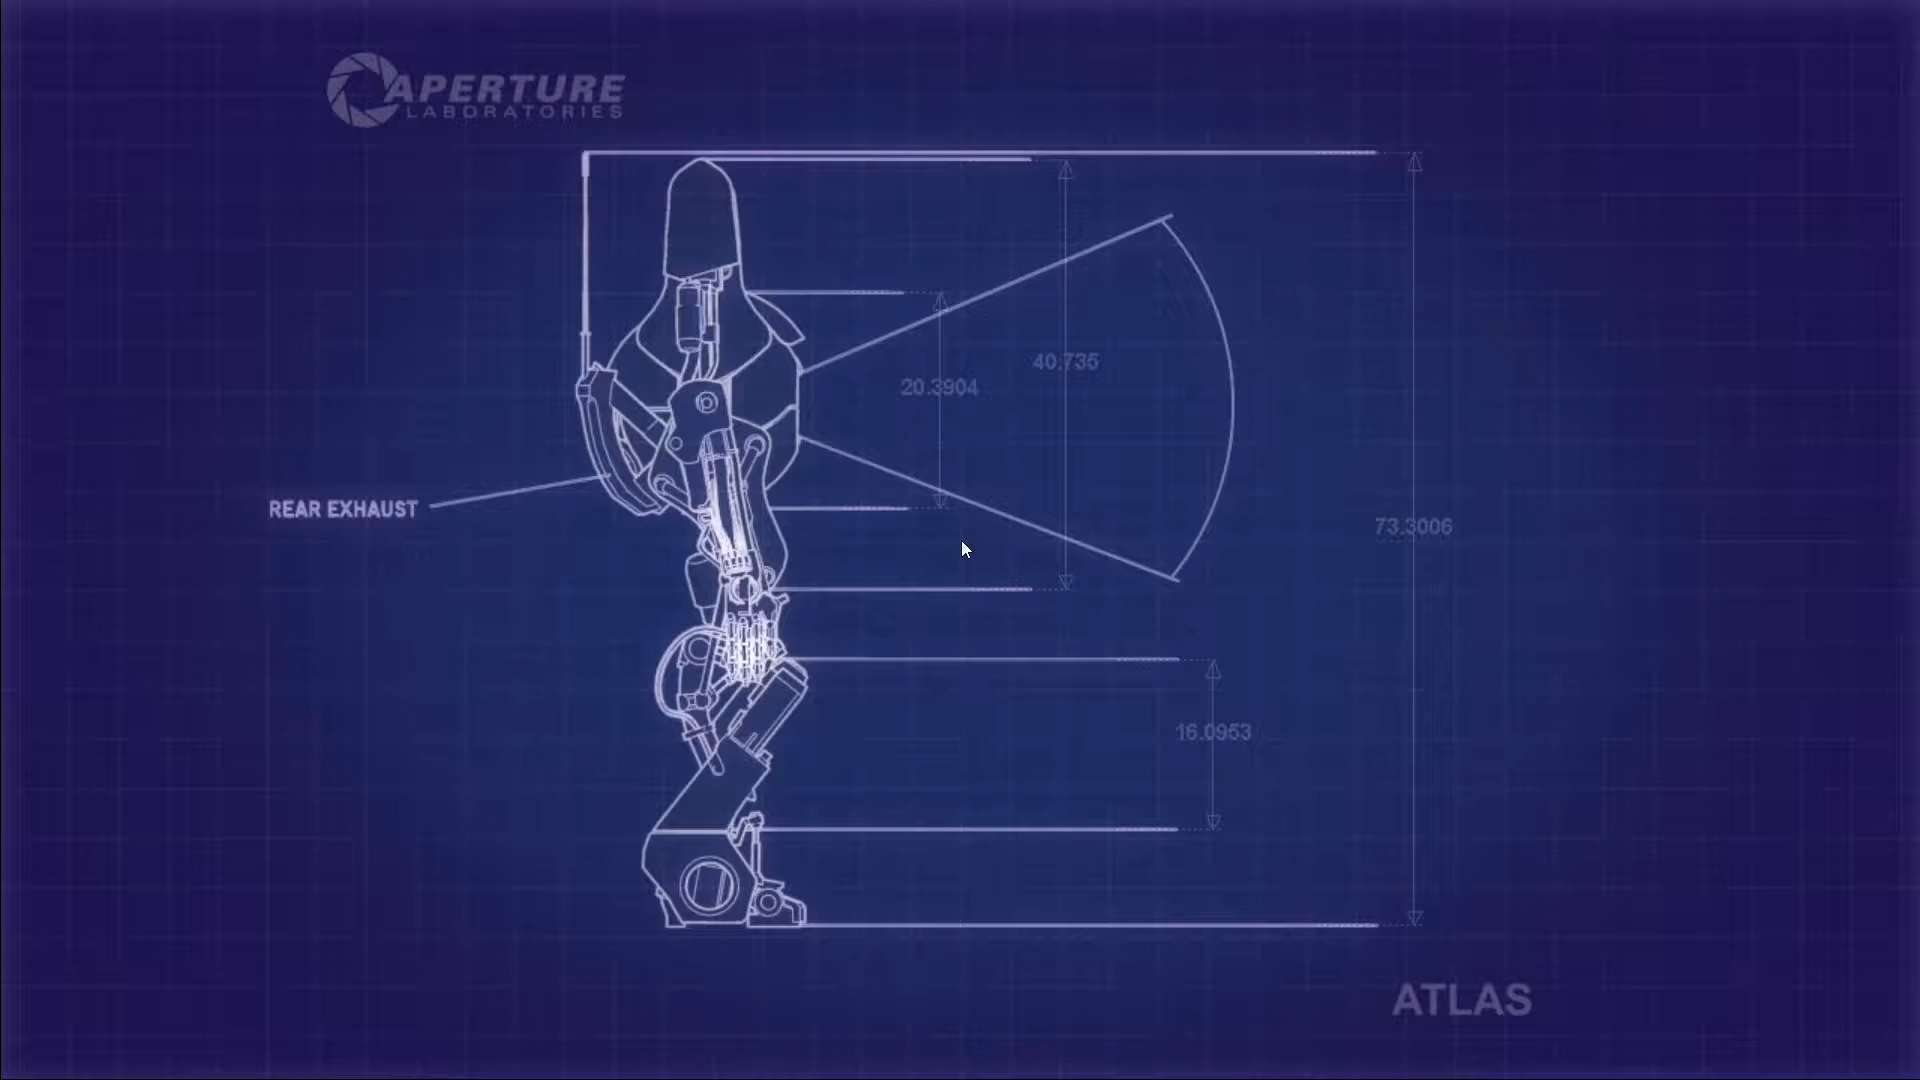 APERTURE
LABORATORIES
40.735
20.3904
REAR EXHAUST
73.3006
16.0953
ATLAS